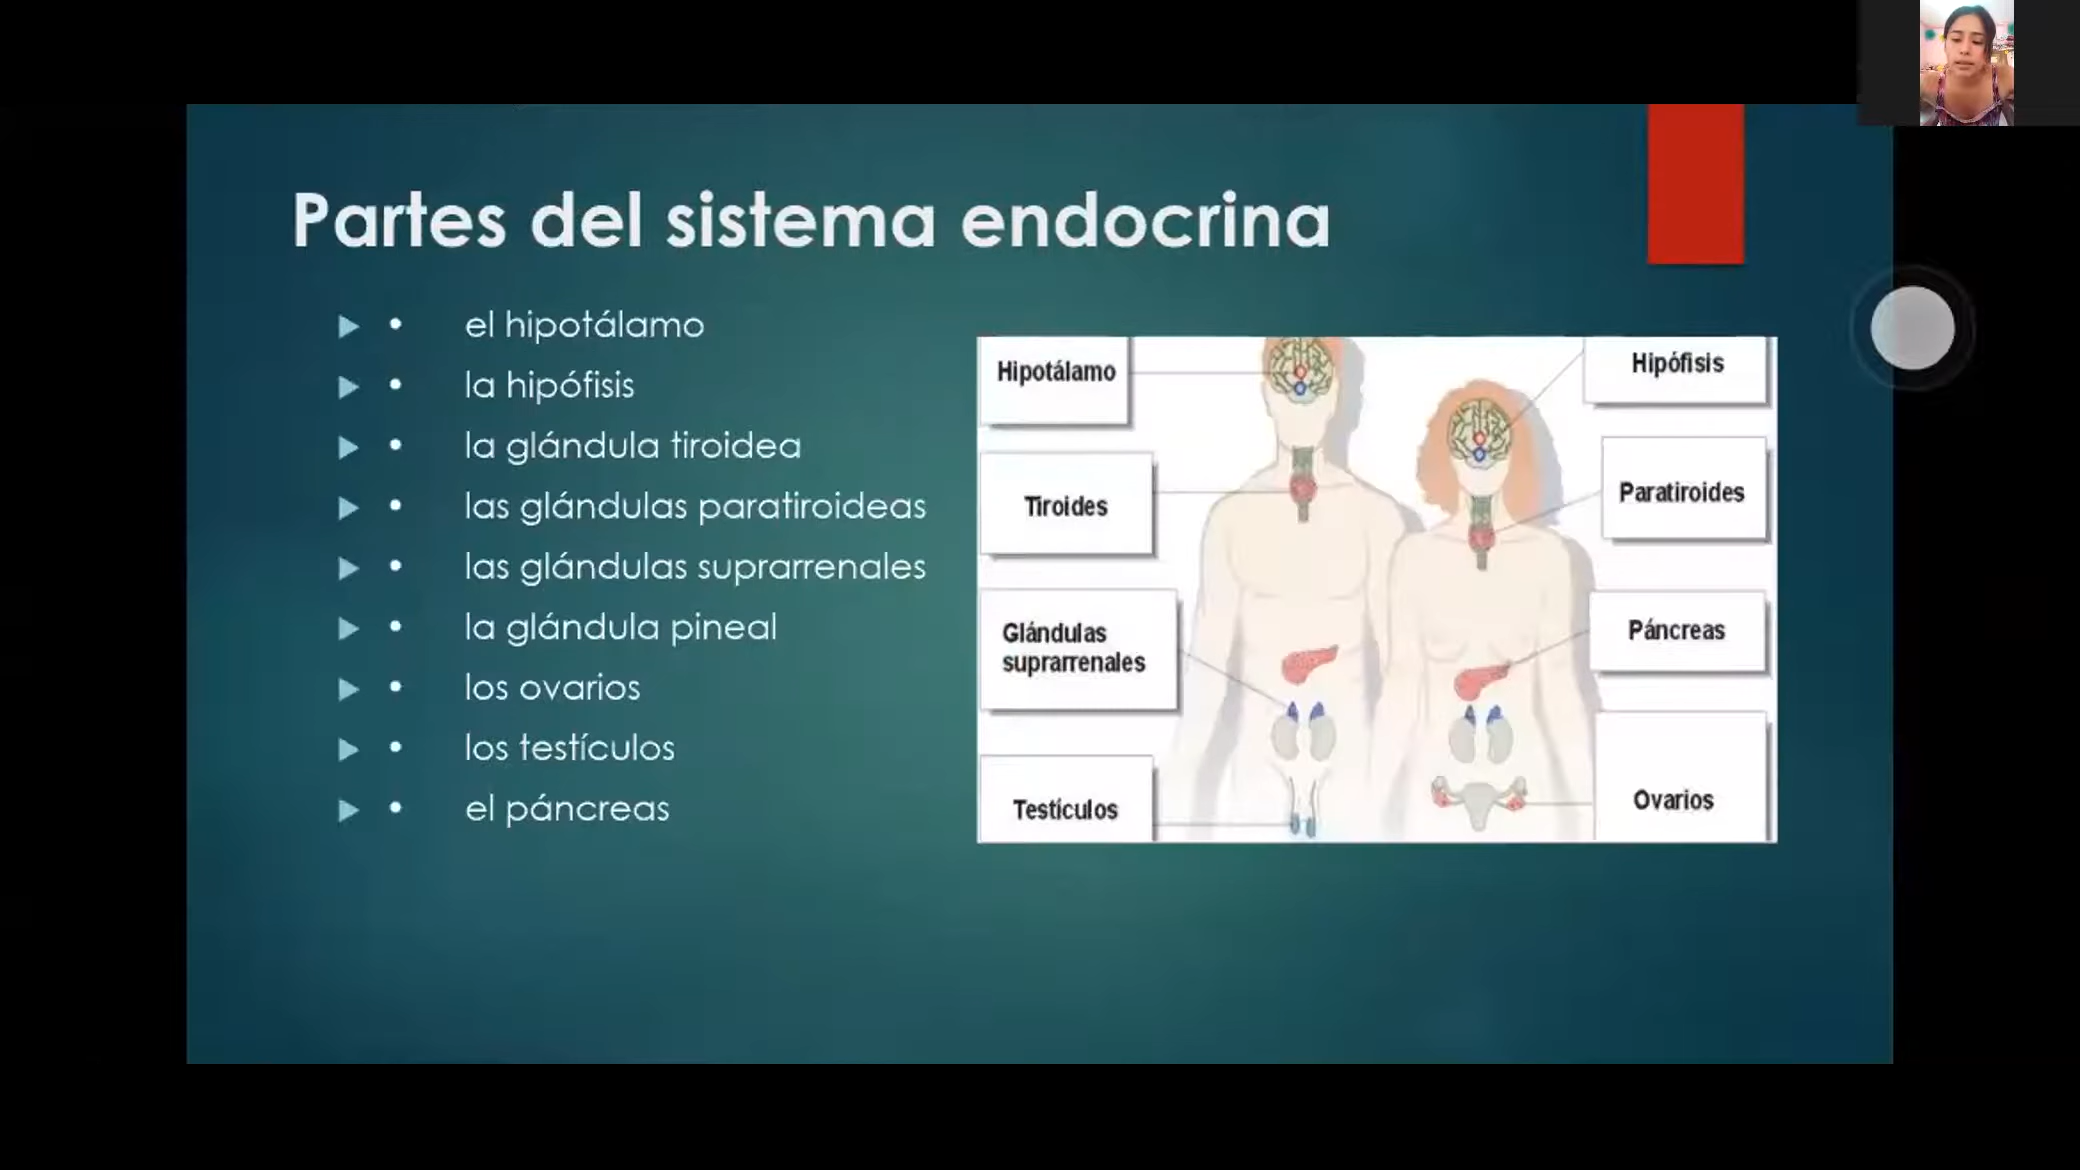 Partes del sistema endocrina
• el hipotálamo
• la hipófisis
• la glándula tiroidea
• las glándulas paratiroideas
• las glándulas suprarrenales
• la glándula pineal
• los ovarios
• los testículos
• el páncreas
Hipotálamo
Tiroides
Glándulas
suprarrenales
Testículos
Hipófisis
Paratiroides
Páncreas
Ovarios